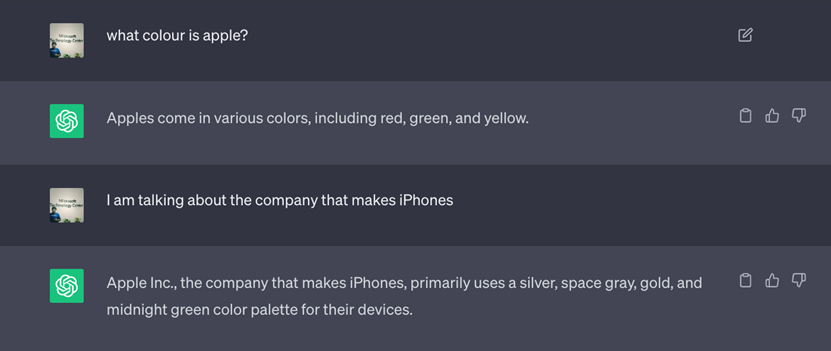 what colour is apple?
Apples come in various colors, including red, green, and yellow.
I am talking about the company that makes iPhones
Apple Inc., the company that makes iPhones, primarily uses a silver, space gray, gold, and
midnight green color palette for their devices.